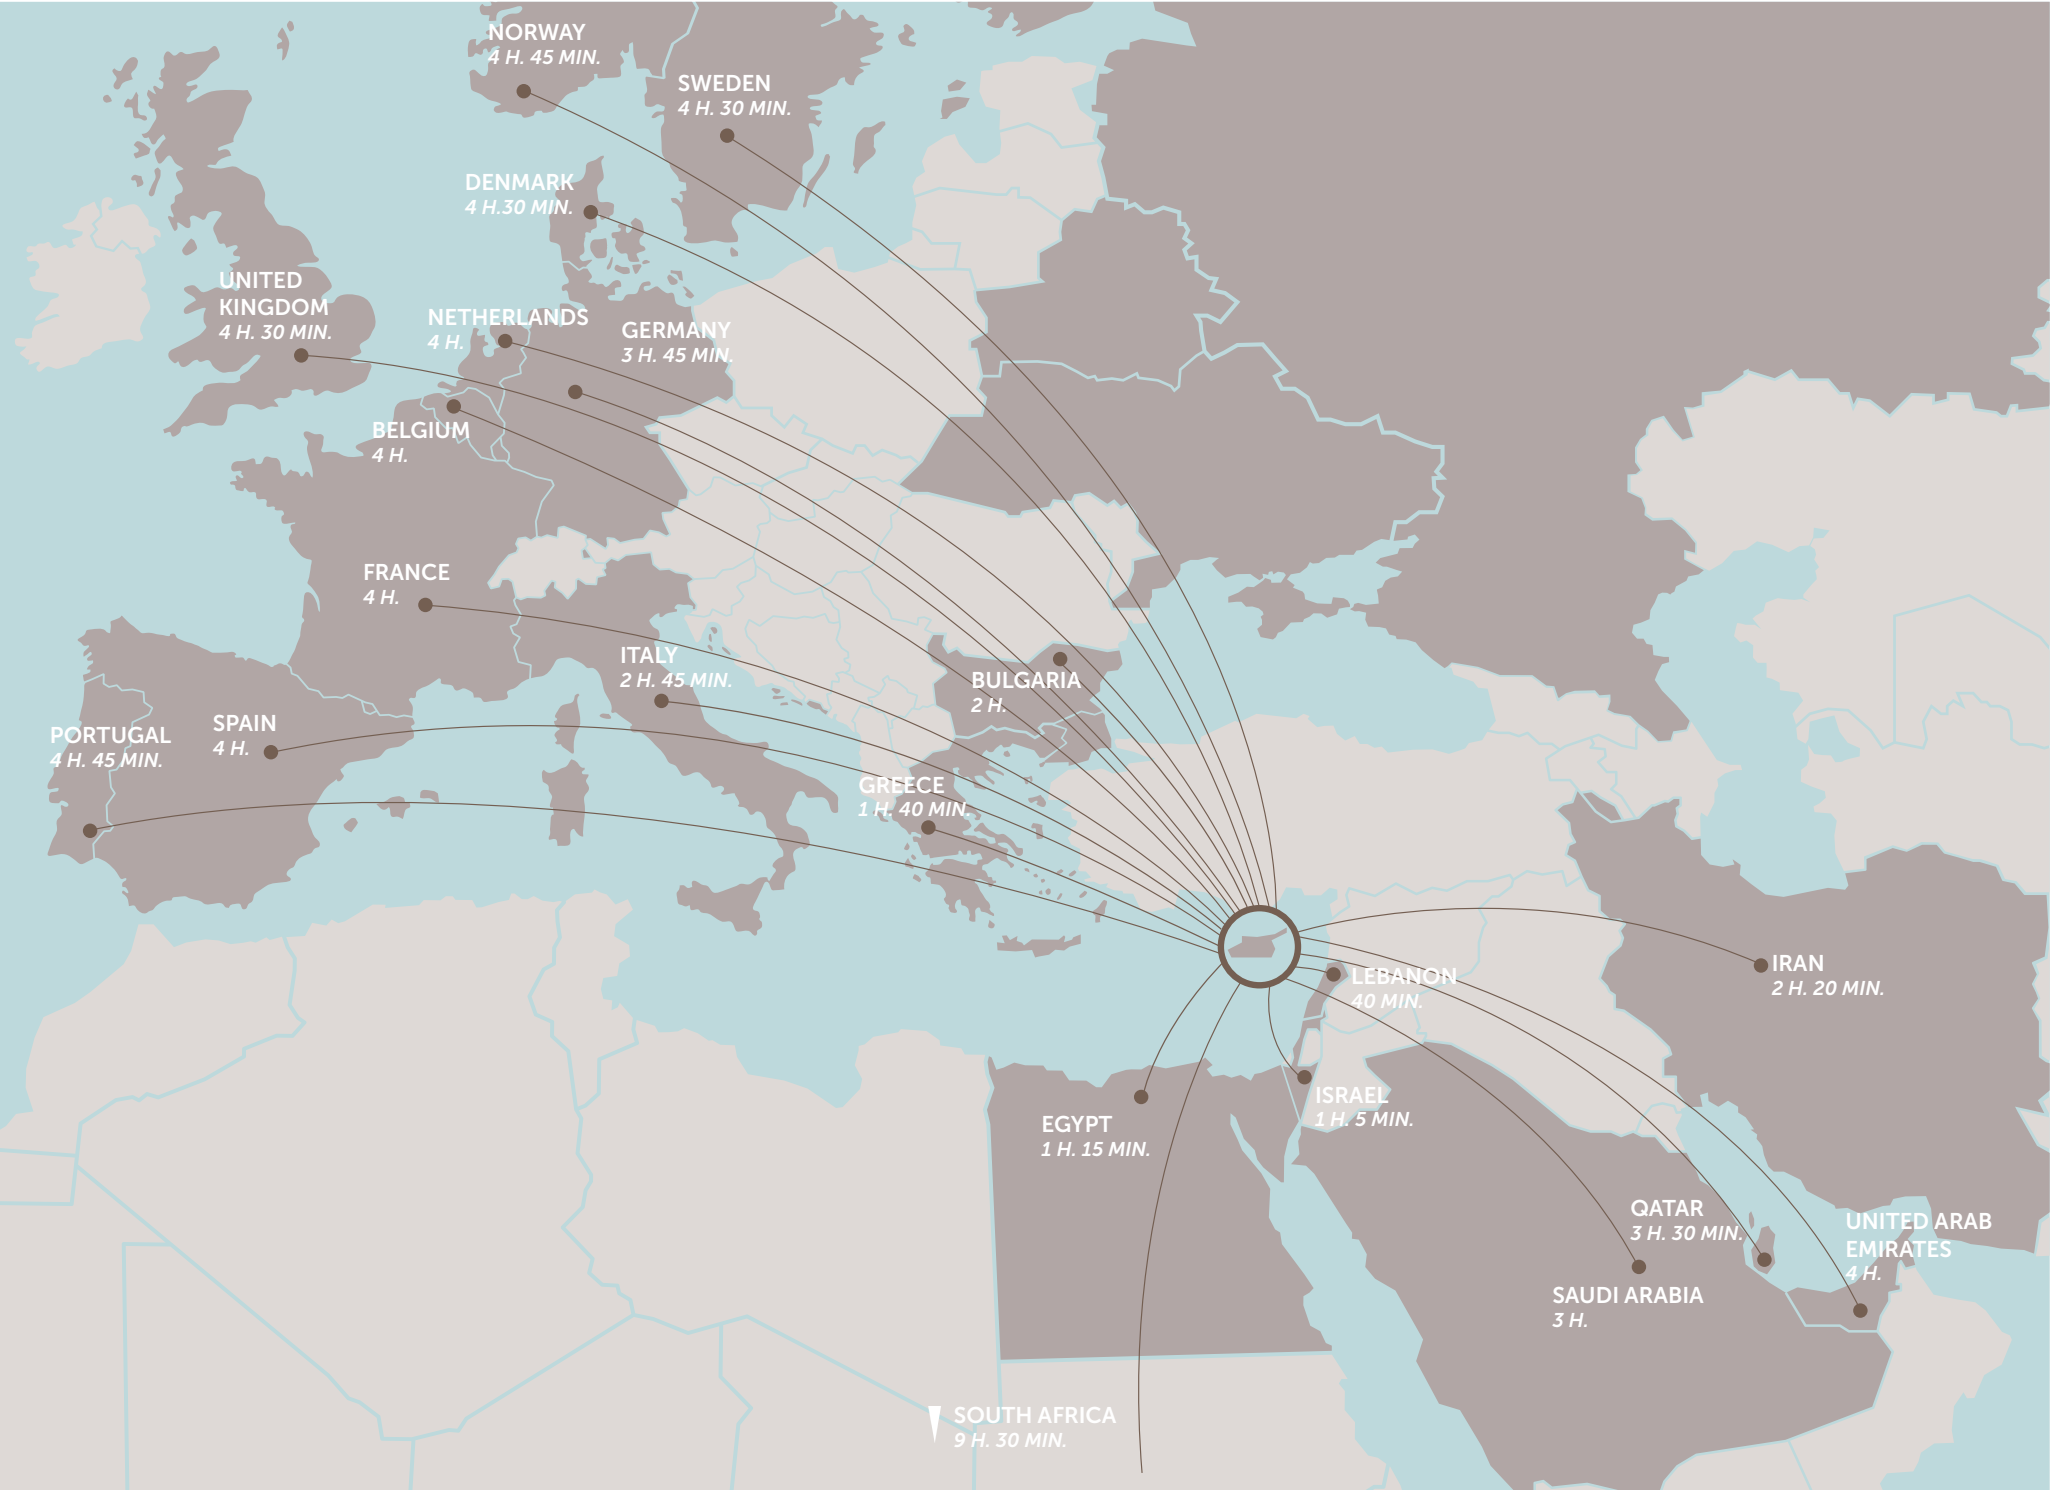 NORWAY
4 H. 45 MIN.
SWEDEN
4 H. 30 MIN.
DENMARK
4 H.30 MIN.
UNITED
KINGDOM
4 H. 30 MIN.
NETHERLANDS
4 H.
GERMANY
3 H. 45 MIN.
BELGIUM
4 H.
FRANCE
4 H.
ITALY
2 H. 45 MIN.
BULGARIA
2 H.
PORTUGAL
4 H. 45 MIN.
SPAIN
4 H.
GREECE
1 H. 40 MIN.
LEBANON
40 MIN.
IRAN
2 H. 20 MIN.
ISRAEL
1 H. 5 MIN.
EGYPT
1 H. 15 MIN.
QATAR
3 H. 30 MIN.
UNITED ARAB
EMIRATES
4 H.
SAUDI ARABIA
3 H.
SOUTH AFRICA
9 H. 30 MIN.